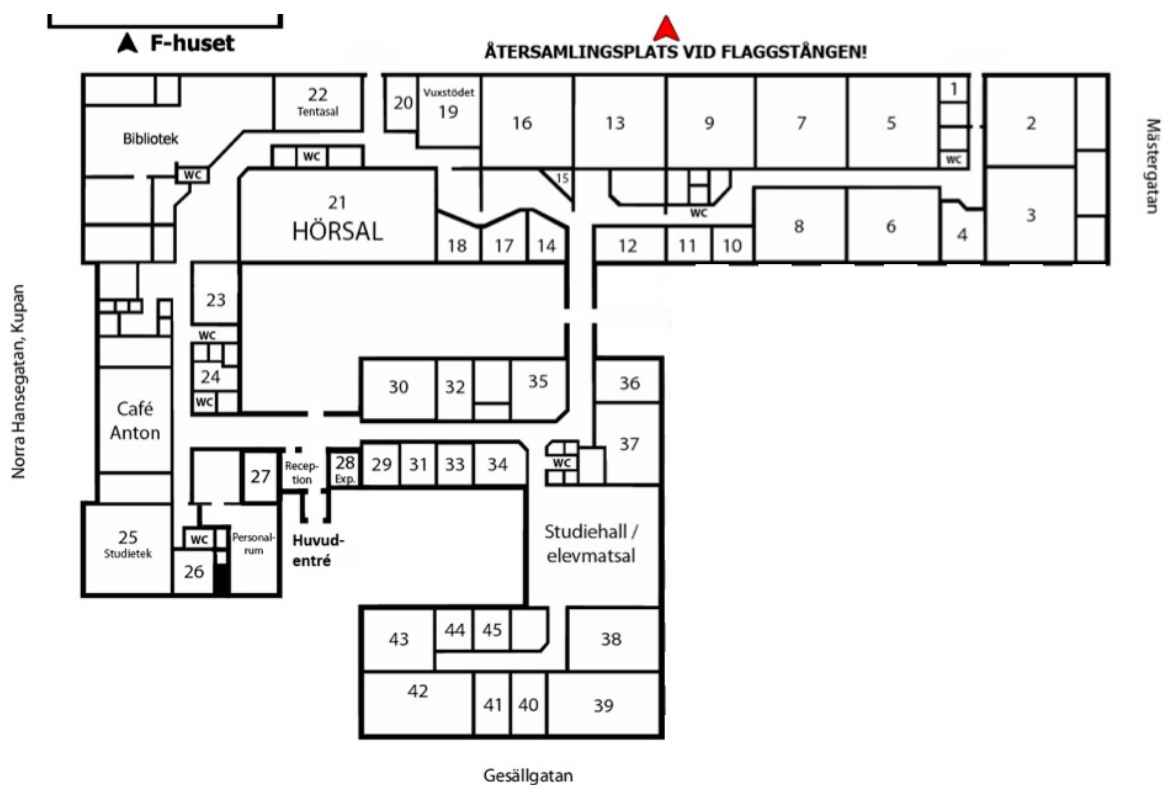 F-huset
ÅTERSAMLINGSPLATS VID FLAGGSTÅNGEN!
22
Tentasal
20
Vuxstödet
19
16
13
9
7
5
1
2
Bibliotek
WC
WC
WC
15
21
HÖRSAL
WC
18
17
14
12
11
10
8
6
4
3
Mästergatan
23
WC
24
WC
30
32
35
36
Norra Hansegatan, Kupan
Café
Anton
37
27
Recep-
tion
28
Exp.
29
31
33
34
WC
25
Studietek
WC
Personal-
rum
26
Huvud-
entré
Studiehall /
elevmatsal
43
44
45
38
42
41
40
39
Gesällgatan